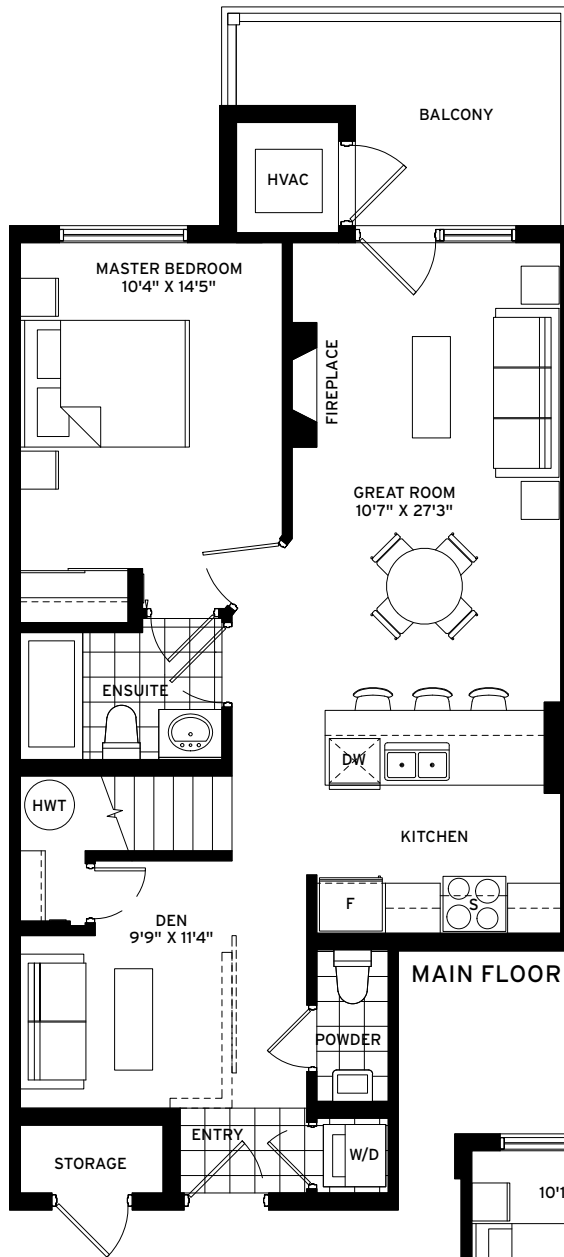 BALCONY
HVAC
MASTER BEDROOM
10'4" X 14'5"
FIREPLACE
GREAT ROOM
10'7" X 27'3"
ENSUITE
DW
HWT
KITCHEN
F
S
DEN
9'9" X 11'4"
MAIN FLOOR
POWDER
ENTRY
STORAGE
W/D